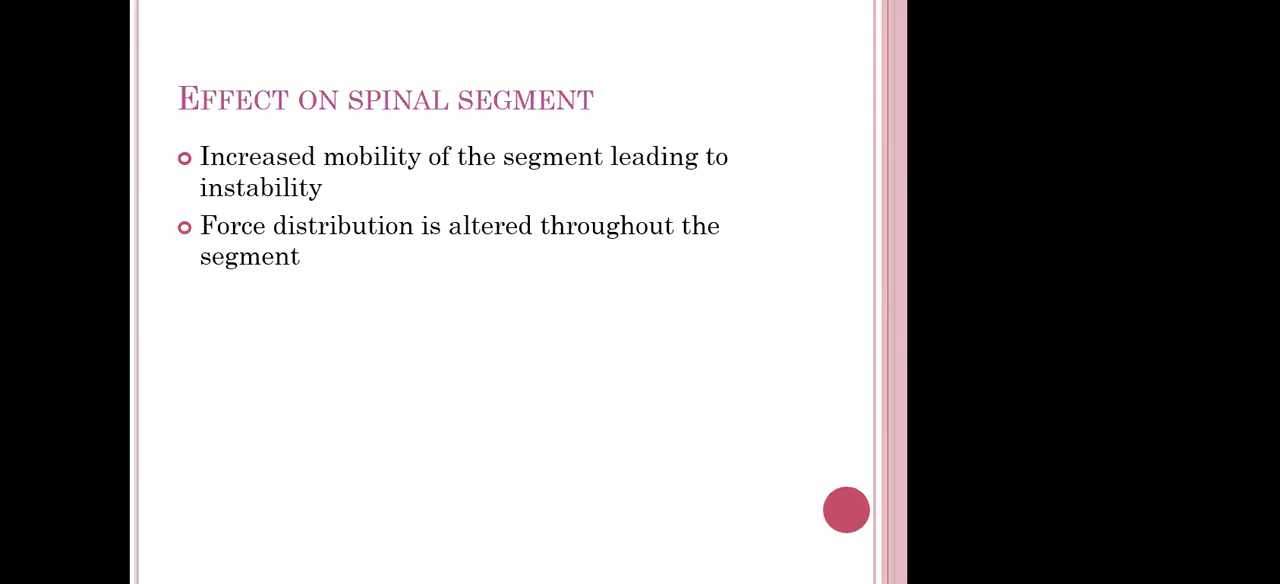 EFFECT ON SPINAL SEGMENT
Increased mobility of the segment leading to
instability
Force distribution is altered throughout the
segment